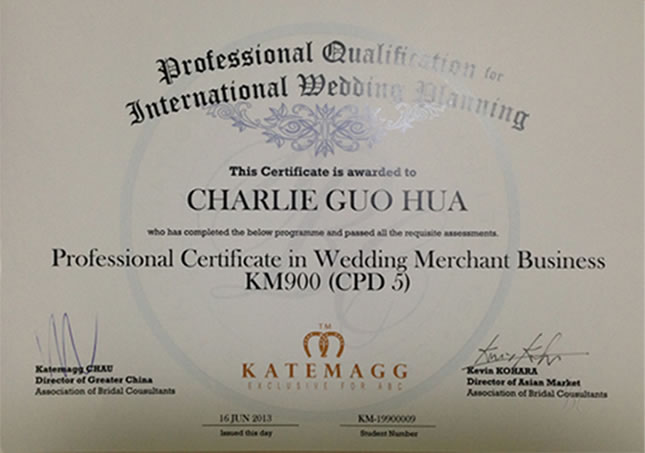 Professional Qualification for
International Wedding Planning
This Certificate is awarded to
CHARLIE GUO HUA
who has completed the below programme and passed all the requisite assessments.
Professional Certificate in Wedding Merchant Business
KM900 (CPD 5)
TM
KATEMAGG
EXCLUSIVE FOR ABC
Katemagg CHAU
Director of Greater China
Association of Bridal Cousultants
Kevin KOHARA
Director of Asian Market
Association of Bridal Cousultants
16 JUN 2013
Issued this day
KM-19900009
Student Number